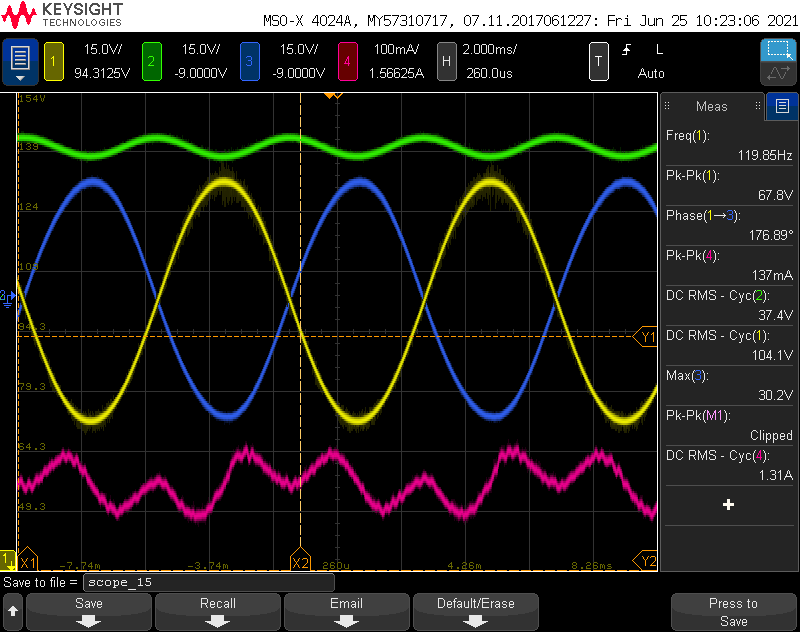 KEYSIGHT
TECHNOLOGIES
MSO-X 4024A, MY57310717, 07.11.2017061227: Fri Jun 25 10:23:06 2021
1 15.0V/ 2 15.0V/ 3 15.0V/ 4 100mA/ H 2.000ms/ T L
94.3125V -9.0000V -9.0000V 1.56625A 260.0us Auto
154V
139
124
109
94.3
79.3
64.3
49.3
Y1
Y2
X1
X2
1
-7.74m -3.74m 260u 4.26m 8.26ms
Meas
Freq(1):
119.85Hz
Pk-Pk(1):
67.8V
Phase(1→3):
176.89°
Pk-Pk(4):
137mA
DC RMS - Cyc(2):
37.4V
DC RMS - Cyc(1):
104.1V
Max(3):
30.2V
Pk-Pk(M1):
Clipped
DC RMS - Cyc(4):
1.31A
Save to file = scope_15
Save
Recall
Email
Default/Erase
Press to
Save